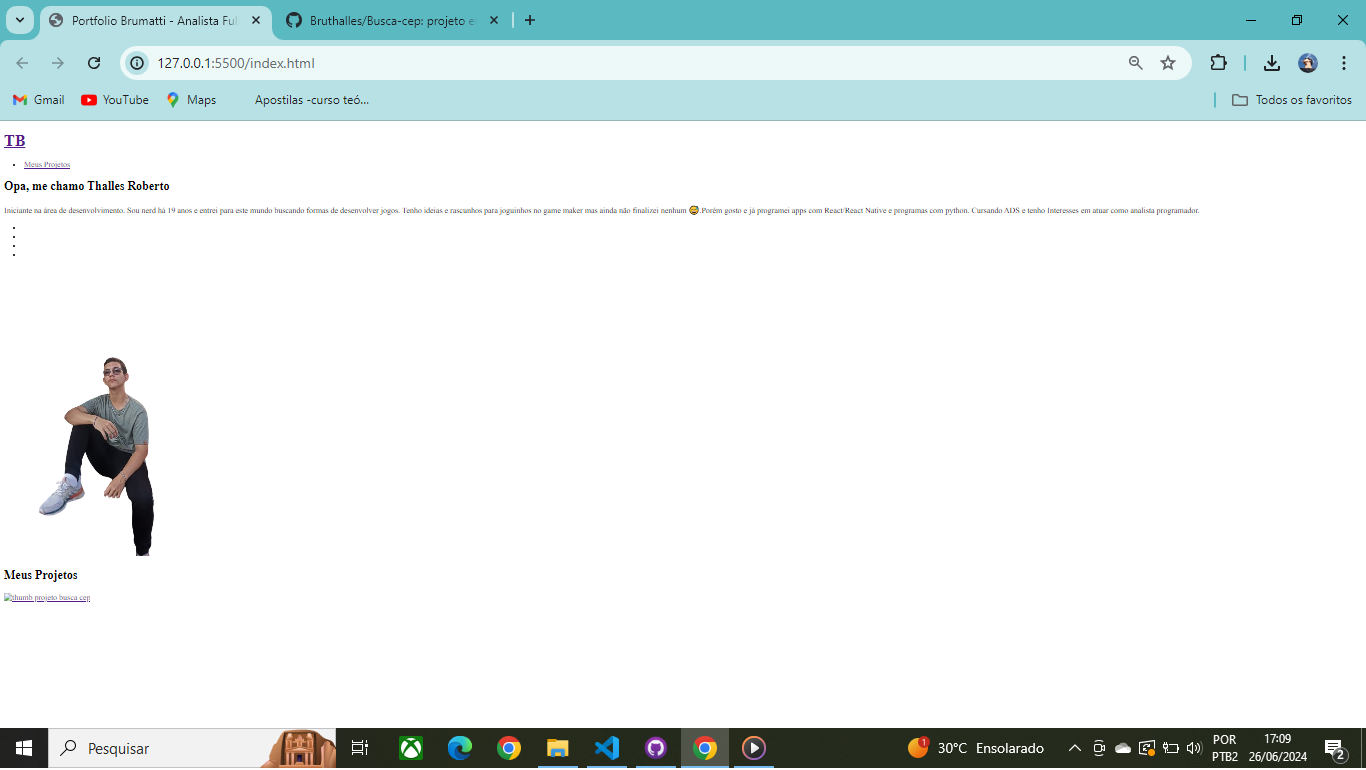 Portfolio Brumatti - Analista Ful
Bruthalles/Busca-cep: projeto e
127.0.0.1:5500/index.html
Gmail
YouTube
Maps
Apostilas -curso teó...
Todos os favoritos
TB
Meus Projetos
Opa, me chamo Thalles Roberto
Iniciante na área de desenvolvimento. Sou nerd há 19 anos e entrei para este mundo buscando formas de desenvolver jogos. Tenho ideias e rascunhos para joguinhos no game maker mas ainda não finalizei nenhum 😅.Porém gosto e já programei apps com React/React Native e programas com python. Cursando ADS e tenho Interesses em atuar como analista programador.
Meus Projetos
thumb projeto busca cep
Pesquisar
1
30°C Ensolarado
POR
PTB2
17:09
26/06/2024
2